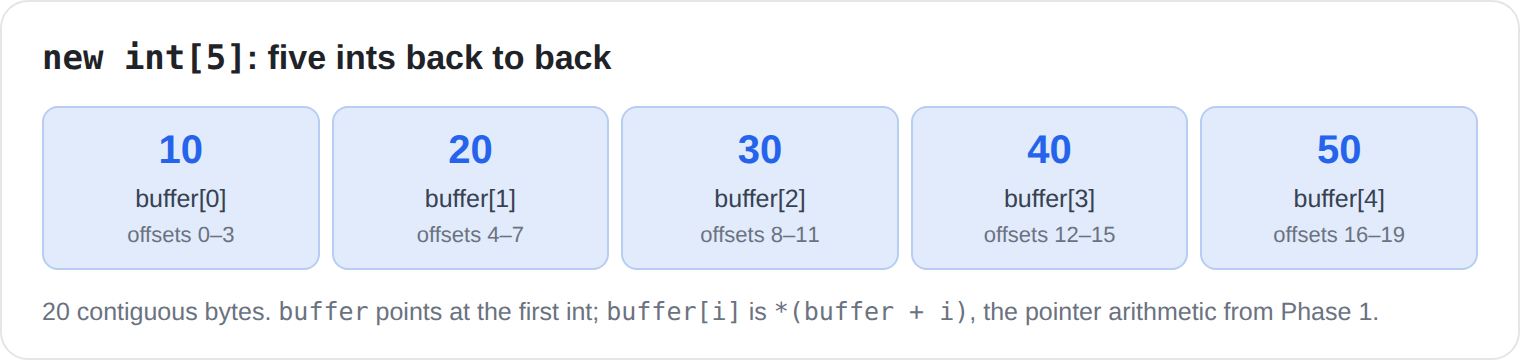 new int[5]: five ints back to back
10 20 30 40 50
buffer[0] buffer[1] buffer[2] buffer[3] buffer[4]
offsets 0–3 offsets 4–7 offsets 8–11 offsets 12–15 offsets 16–19
20 contiguous bytes. buffer points at the first int; buffer[i] is *(buffer + i), the pointer arithmetic from Phase 1.